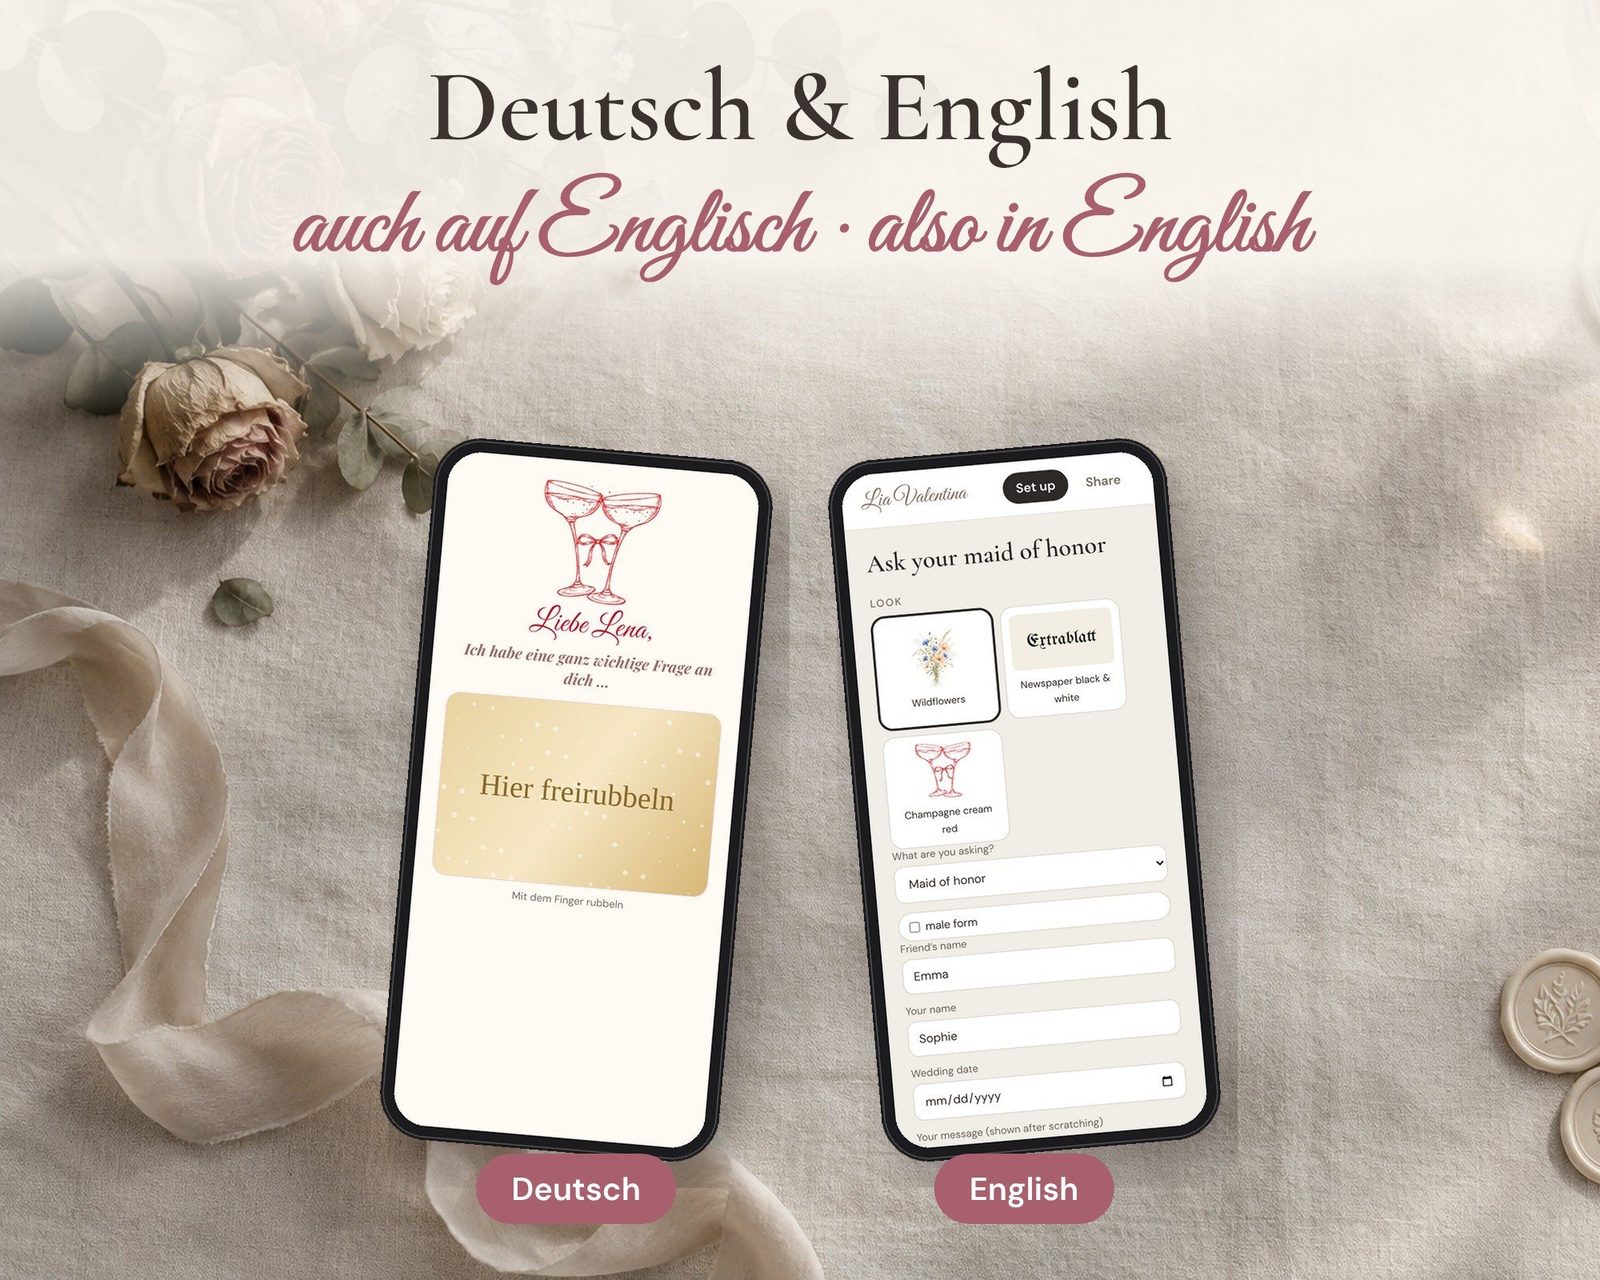 Deutsch & English
auch auf Englisch · also in English
Liebe Lena,
Ich habe eine ganz wichtige Frage an
dich ...
Hier freirubbeln
Mit dem Finger rubbeln
Deutsch
Lia Valentina
Set up
Share
Ask your maid of honor
LOOK
Wildflowers
Extrablatt
Newspaper black &
white
Champagne cream
red
What are you asking?
Maid of honor
male form
Friend's name
Emma
Your name
Sophie
Wedding date
mm/dd/yyyy
Your message (shown after scratching)
English